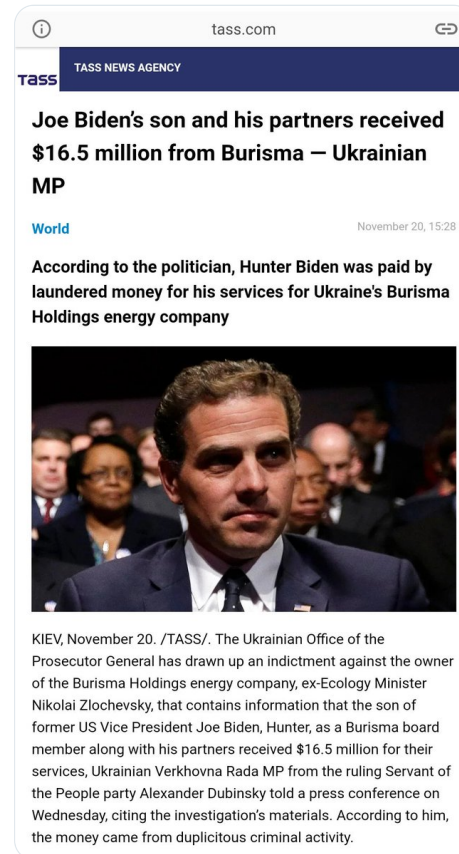 tass.com
TASS
TASS NEWS AGENCY
Joe Biden's son and his partners received
$16.5 million from Burisma — Ukrainian
MP
World
November 20, 15:28
According to the politician, Hunter Biden was paid by
laundered money for his services for Ukraine's Burisma
Holdings energy company
KIEV, November 20. /TASS/. The Ukrainian Office of the
Prosecutor General has drawn up an indictment against the owner
of the Burisma Holdings energy company, ex-Ecology Minister
Nikolai Zlochevsky, that contains information that the son of
former US Vice President Joe Biden, Hunter, as a Burisma board
member along with his partners received $16.5 million for their
services, Ukrainian Verkhovna Rada MP from the ruling Servant of
the People party Alexander Dubinsky told a press conference on
Wednesday, citing the investigation's materials. According to him,
the money came from duplicitous criminal activity.